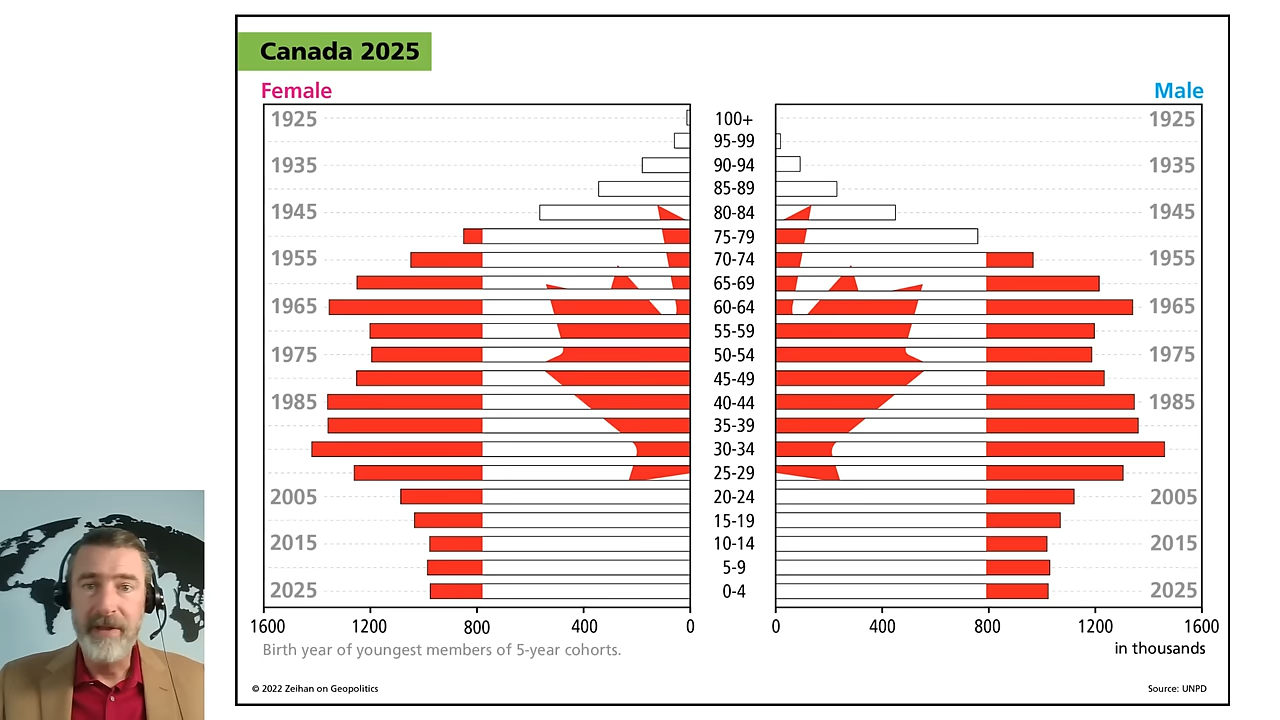 Canada 2025
Female Male
1925 100+ 1925
95-99
1935 90-94 1935
85-89
1945 80-84 1945
75-79
1955 70-74 1955
65-69
1965 60-64 1965
55-59
1975 50-54 1975
45-49
1985 40-44 1985
35-39
30-34
25-29
2005 20-24 2005
15-19
2015 10-14 2015
5-9
2025 0-4 2025
1600 1200 800 400 0 0 400 800 1200 1600
Birth year of youngest members of 5-year cohorts. in thousands
© 2022 Zeihan on Geopolitics Source: UNPD